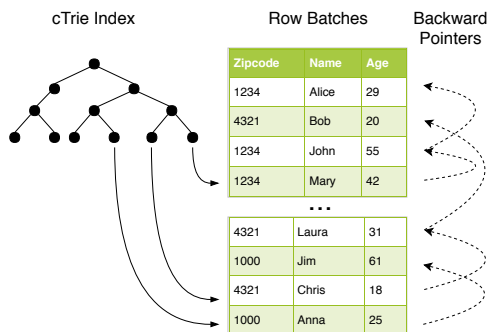 cTrie Index
Row Batches
Backward
Pointers
Zipcode Name Age
1234 Alice 29
4321 Bob 20
1234 John 55
1234 Mary 42
...
4321 Laura 31
1000 Jim 61
4321 Chris 18
1000 Anna 25